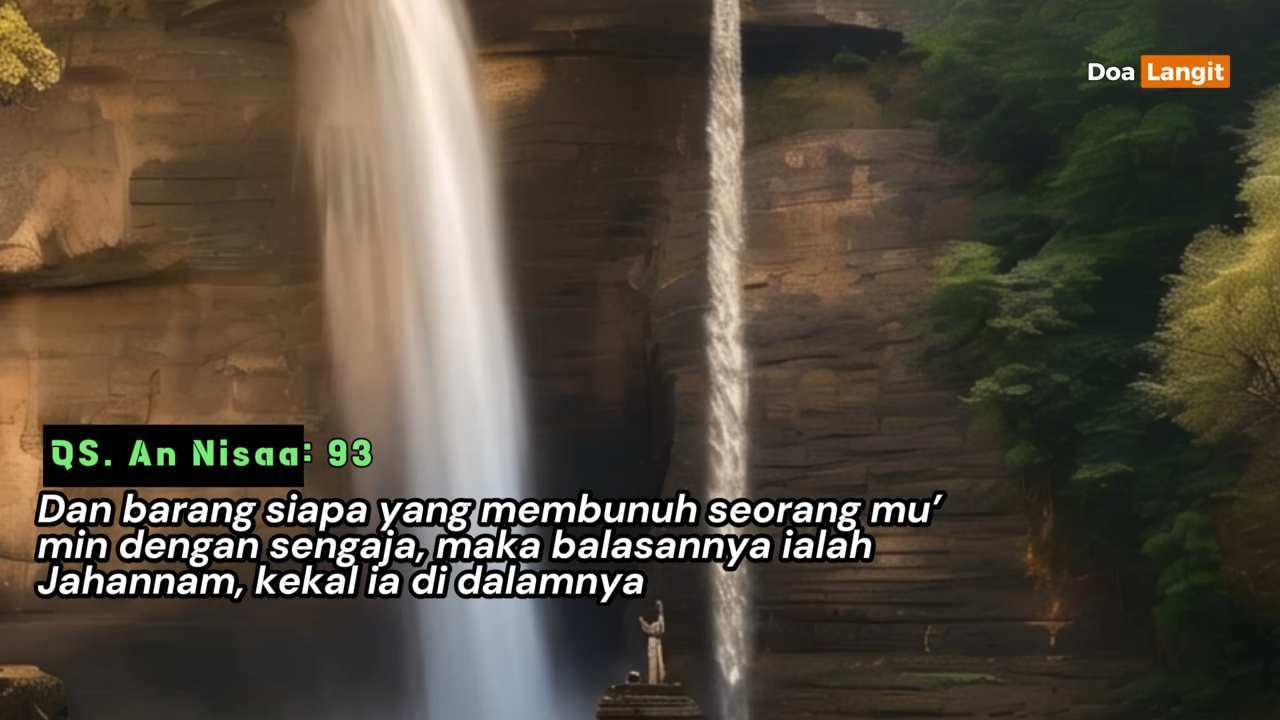 Doa Langit
QS. An Nisaa: 93
Dan barang siapa yang membunuh seorang mu’
min dengan sengaja, maka balasannya ialah
Jahannam, kekal ia di dalamnya